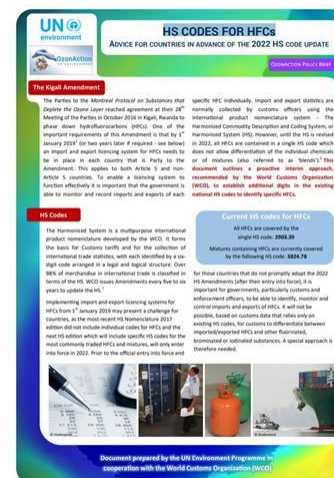 UN
environment
OzonAction
HS CODES FOR HFCs
ADVICE FOR COUNTRIES IN ADVANCE OF THE 2022 HS CODE UPDATE
OZONACTION POLICY BRIEF
The Kigali Amendment
The Parties to the Montreal Protocol on Substances that
Deplete the Ozone Layer reached agreement at their 28th
Meeting of the Parties in October 2016 in Kigali, Rwanda to
phase down hydrofluorocarbons (HFCs). One of the
important requirements of this Amendment is that by 1st
January 2019 (or two years later if required - see below)
an import and export licensing system for HFCs needs to
be in place in each country that is Party to the
Amendment. This applies to both Article 5 and non-
Article 5 countries. To enable a licensing system to
function effectively it is important that the government is
able to monitor and record imports and exports of each
specific HFC individually. Import and export statistics are
normally collected by customs officers using the
international product nomenclature system -
The Harmonized Commodity Description and Coding System, or
Harmonized System (HS). However, until the HS is revised
in 2022, all HFCs are contained in a single HS code which
does not allow differentiation of the individual chemicals
or of mixtures (also referred to as 'blends'). This
document outlines a proactive interim approach,
recommended by the World Customs Organization
(WCO), to establish additional digits in the existing
national HS codes to identify specific HFCs.
HS Codes
The Harmonized System is a multipurpose international
product nomenclature developed by the WCO. It forms
the basis for Customs tariffs and for the collection of
international trade statistics, with each identified by a six-
digit code arranged in a legal and logical structure. Over
98% of merchandise in international trade is classified in
terms of the HS. WCO issues Amendments every five to six
years to update the HS.
Implementing import and export licensing systems for
HFCs from 1st January 2019 may present a challenge for
countries, as the most recent HS Nomenclature 2017
edition did not include individual codes for HFCs and the
next HS edition which will include specific HS codes for the
most commonly traded HFCs and mixtures, will only enter
into force in 2022. Prior to the official entry into force and
Current HS codes for HFCs
All HFCs are covered by the
single HS code: 2903.39
Mixtures containing HFCs are currently covered
by the following HS code: 3824.78
for those countries that do not promptly adopt the 2022
HS Amendments (after their entry into force), it is
important for governments, particularly customs and
enforcement officers, to be able to identify, monitor and
control imports and exports of HFCs. It will not be
possible, based on customs data that relies only on
existing HS codes, for customs to differentiate between
imported/exported HFCs and other fluorinated,
brominated or iodinated substances. A special approach is
therefore needed.
Document prepared by the UN Environment Programme in
cooperation with the World Customs Organization (WCO)